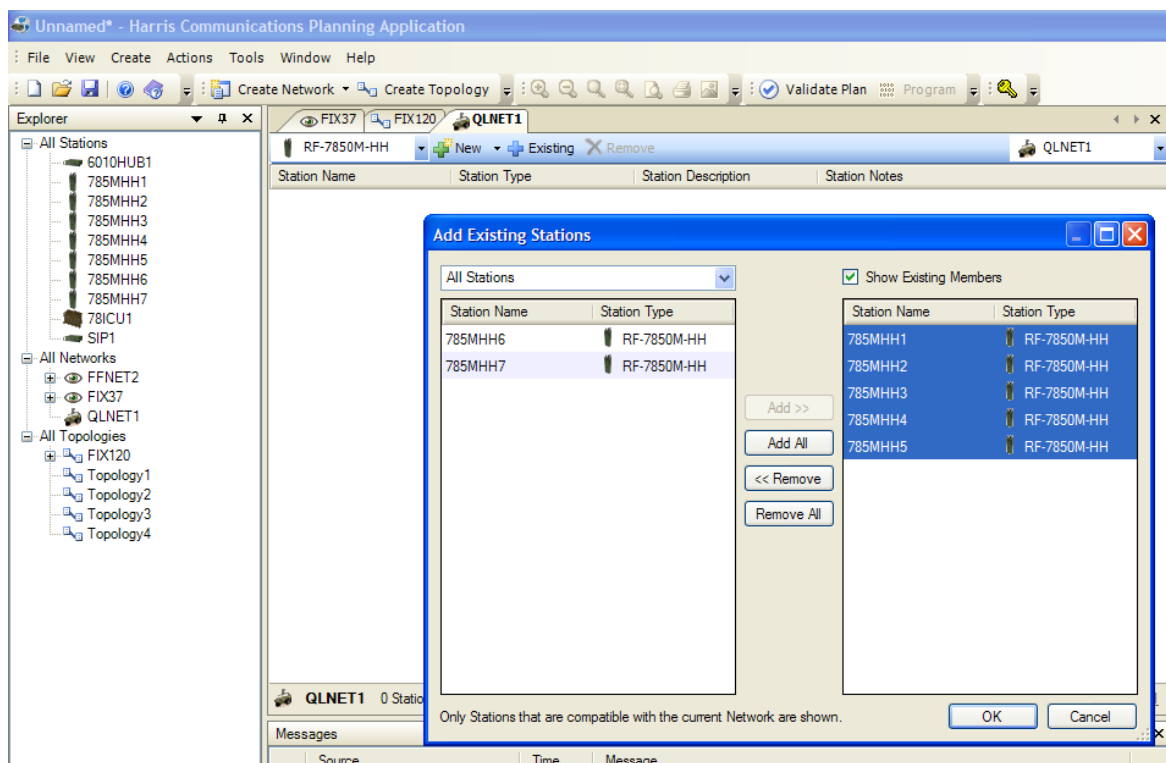 Unnamed* - Harris Communications Planning Application
File View Create Actions Tools Window Help
Create Network Create Topology Validate Plan Program
Explorer
FIX37 FIX120 QLNET1
All Stations
6010HUB1
785MHH1
785MHH2
785MHH3
785MHH4
785MHH5
785MHH6
785MHH7
78ICU1
SIP1
All Networks
FFNET2
FIX37
QLNET1
All Topologies
FIX120
Topology1
Topology2
Topology3
Topology4
RF-7850M-HH New Existing Remove QLNET1
Station Name Station Type Station Description Station Notes
Add Existing Stations
All Stations
Show Existing Members
Station Name Station Type
785MHH6 RF-7850M-HH
785MHH7 RF-7850M-HH
Add >>
Add All
<< Remove
Remove All
Station Name Station Type
785MHH1 RF-7850M-HH
785MHH2 RF-7850M-HH
785MHH3 RF-7850M-HH
785MHH4 RF-7850M-HH
785MHH5 RF-7850M-HH
Only Stations that are compatible with the current Network are shown.
OK Cancel
QLNET1 0 Statio
Messages
Source Time Message